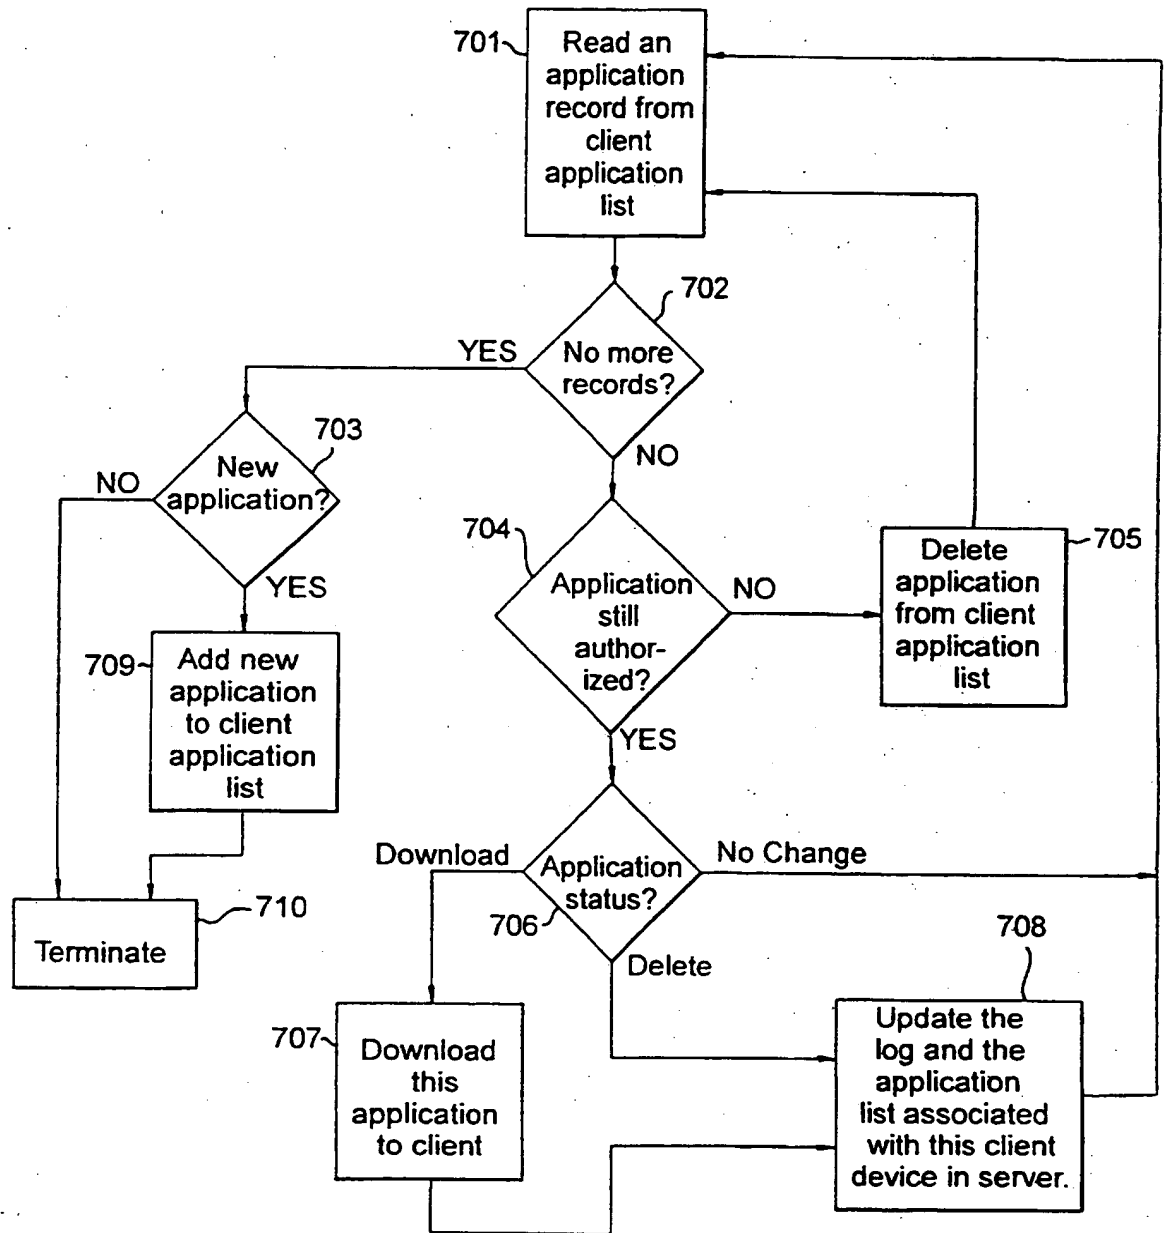 701
Read an
application
record from
client
application
list
702
No more
records?
YES
NO
703
New
application?
NO
YES
704
Application
still
author-
ized?
NO
YES
705
Delete
application
from client
application
list
709
Add new
application
to client
application
list
710
Terminate
706
Application
status?
Download
No Change
Delete
707
Download
this
application
to client
708
Update the
log and the
application
list associated
with this client
device in server.